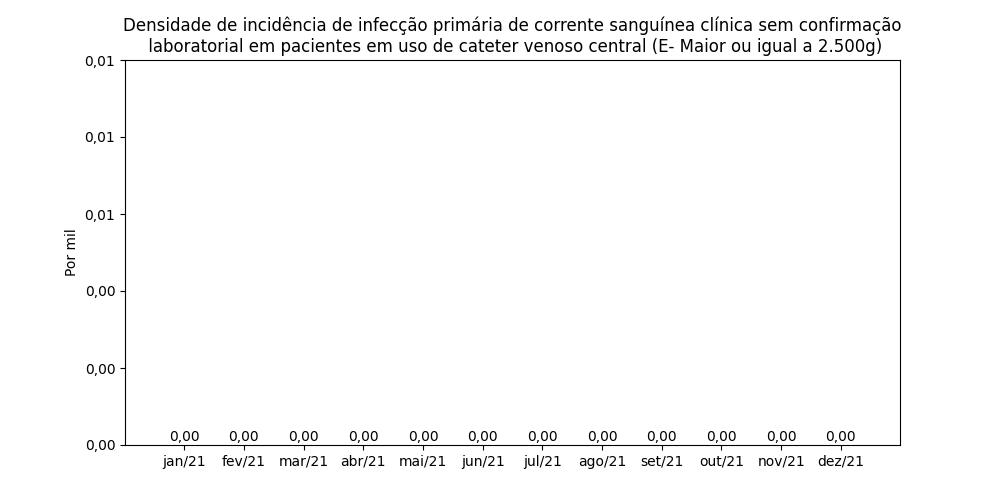 Densidade de incidência de infecção primária de corrente sanguínea clínica sem confirmação
laboratorial em pacientes em uso de cateter venoso central (E- Maior ou igual a 2.500g)
0,01
0,01
0,01
0,00
0,00
0,00
Por mil
0,00 0,00 0,00 0,00 0,00 0,00 0,00 0,00 0,00 0,00 0,00 0,00
jan/21 fev/21 mar/21 abr/21 mai/21 jun/21 jul/21 ago/21 set/21 out/21 nov/21 dez/21